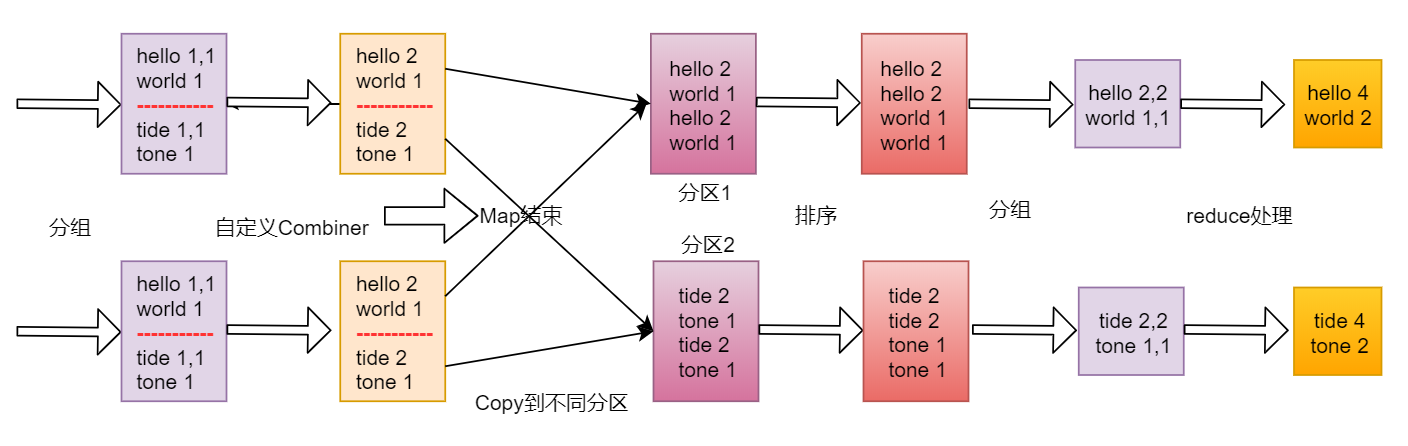 hello 1,1
world 1
tide 1,1
tone 1
hello 2
world 1
tide 2
tone 1
hello 2
world 1
hello 2
world 1
hello 2
hello 2
world 1
world 1
hello 2,2
world 1,1
hello 4
world 2
分组
自定义Combiner
Map结束
分区1
分区2
排序
分组
reduce处理
hello 1,1
world 1
tide 1,1
tone 1
hello 2
world 1
tide 2
tone 1
tide 2
tone 1
tide 2
tone 1
tide 2
tide 2
tone 1
tone 1
tide 2,2
tone 1,1
tide 4
tone 2
Copy到不同分区